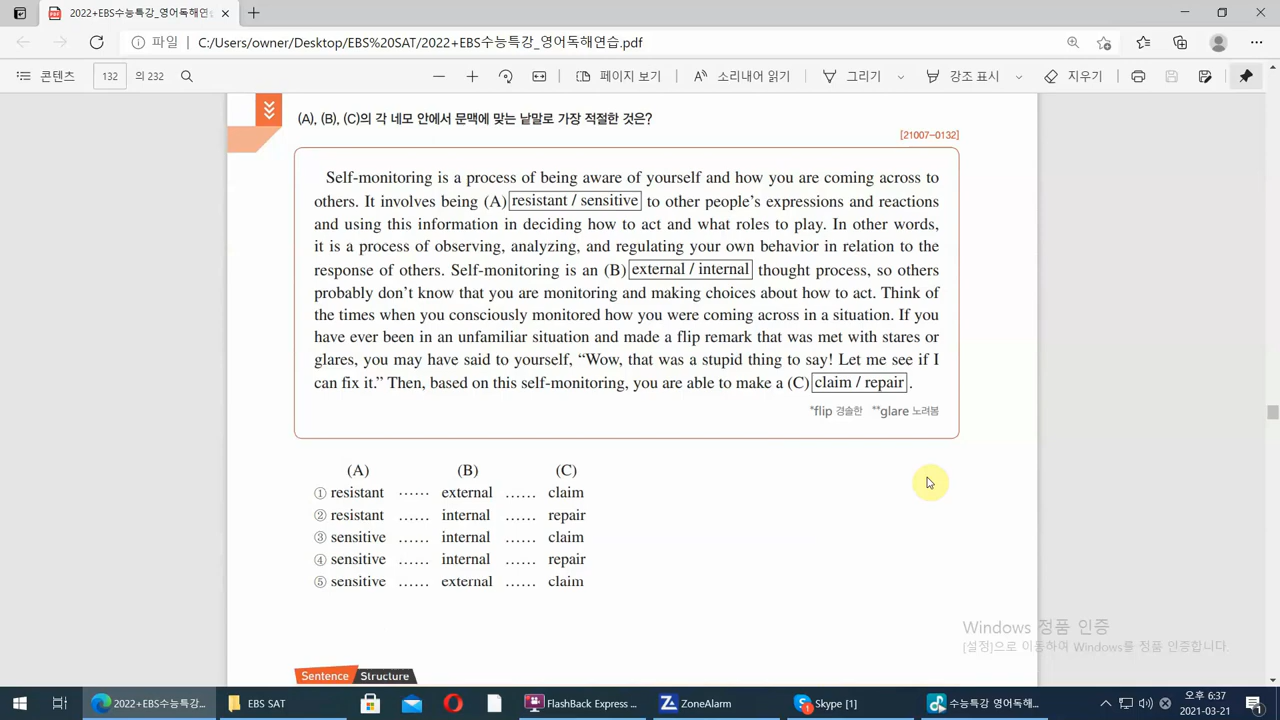 2022+EBS수능특강_영어독해연습
파일 C:/Users/owner/Desktop/EBS%20SAT/2022+EBS수능특강_영어독해연습.pdf
콘텐츠 132 의 232 페이지 보기 소리내어 읽기 그리기 강조 표시 지우기
(A), (B), (C)의 각 네모 안에서 문맥에 맞는 낱말로 가장 적절한 것은?
[21007-0132]
Self-monitoring is a process of being aware of yourself and how you are coming across to
others. It involves being (A) resistant / sensitive to other people's expressions and reactions
and using this information in deciding how to act and what roles to play. In other words,
it is a process of observing, analyzing, and regulating your own behavior in relation to the
response of others. Self-monitoring is an (B) external / internal thought process, so others
probably don't know that you are monitoring and making choices about how to act. Think of
the times when you consciously monitored how you were coming across in a situation. If you
have ever been in an unfamiliar situation and made a flip remark that was met with stares or
glares, you may have said to yourself, “Wow, that was a stupid thing to say! Let me see if I
can fix it.” Then, based on this self-monitoring, you are able to make a (C) claim / repair .
*flip 경솔한 **glare 노려봄
(A) (B) (C)
① resistant …… external …… claim
② resistant …… internal …… repair
③ sensitive …… internal …… claim
④ sensitive …… internal …… repair
⑤ sensitive …… external …… claim
Windows 정품 인증
[설정]으로 이동하여 Windows를 정품 인증합니다.
Sentence Structure
2022+EBS수능특강... EBS SAT FlashBack Express ... ZoneAlarm Skype [1] 수능특강 영어독해... 오후 6:37
2021-03-21